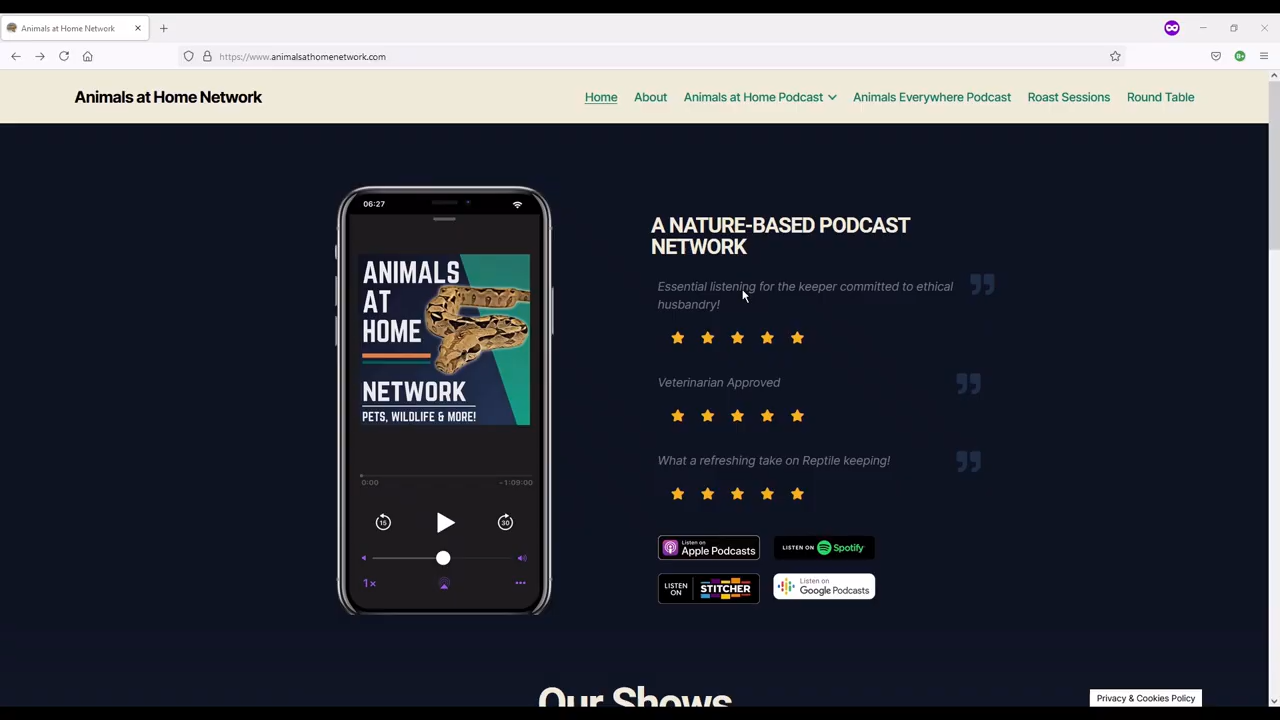 Animals at Home Network
https://www.animalsathomenetwork.com
Animals at Home Network
Home
About
Animals at Home Podcast
Animals Everywhere Podcast
Roast Sessions
Round Table
06:27
ANIMALS
AT
HOME
NETWORK
PETS, WILDLIFE & MORE!
0:00
-1:09:00
15
30
1×
A NATURE-BASED PODCAST
NETWORK
Essential listening for the keeper committed to ethical
husbandry!
Veterinarian Approved
What a refreshing take on Reptile keeping!
Listen on
Apple Podcasts
LISTEN ON
Spotify
LISTEN
ON
STITCHER
Listen on
Google Podcasts
Our Shows
Privacy & Cookies Policy